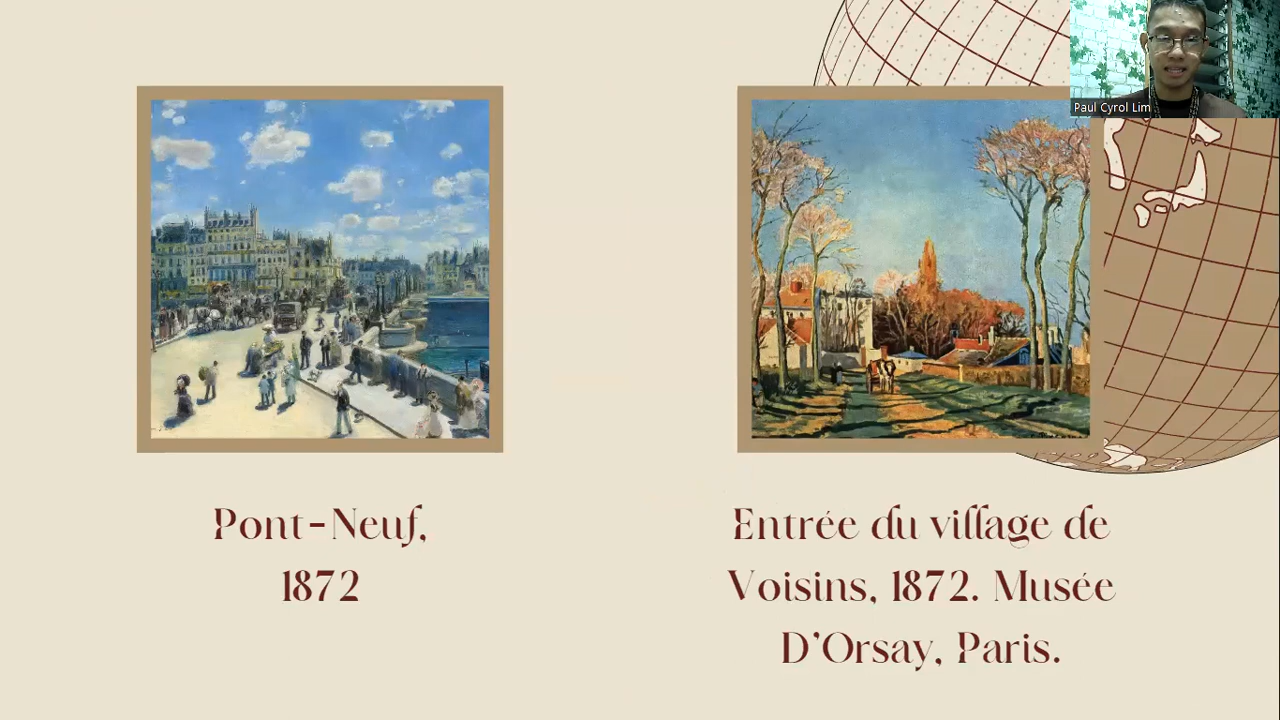 Paul Cyrol Lim
Pont-Neuf,
1872
Entrée du village de
Voisins, 1872. Musée
D'Orsay, Paris.